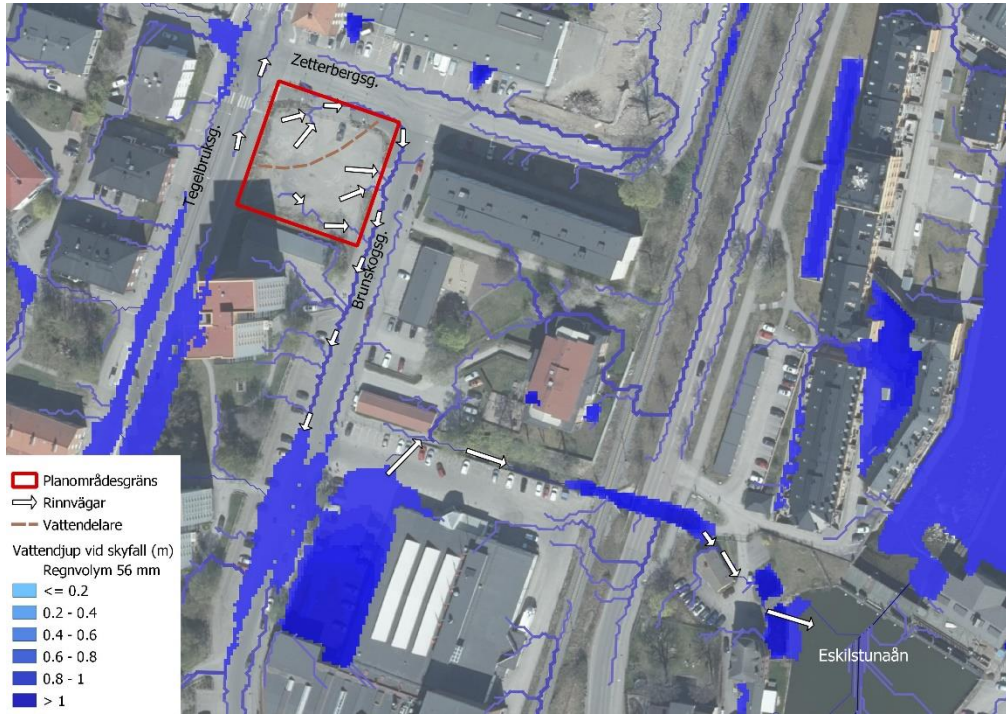 Zetterbergsg.
Tegelbruksg.
Brunskogsg.
Planområdesgräns
Rinnvägar
Vattendelare
Vattendjup vid skyfall (m)
Regnvolym 56 mm
<= 0.2
0.2 - 0.4
0.4 - 0.6
0.6 - 0.8
0.8 - 1
> 1
Eskilstunaån